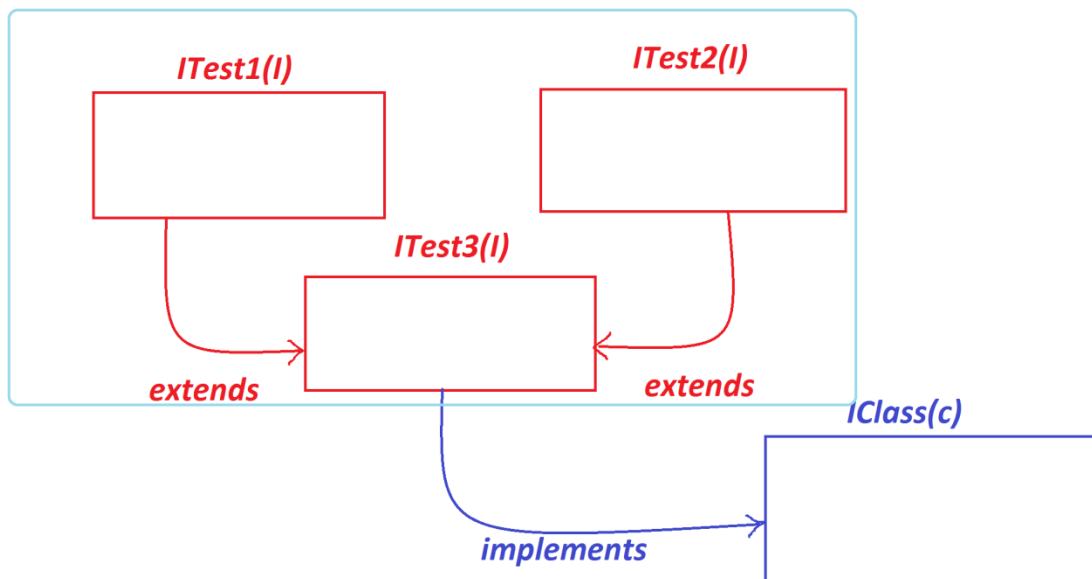 ITest1(I)
ITest2(I)
ITest3(I)
extends
extends
IClass(c)
implements